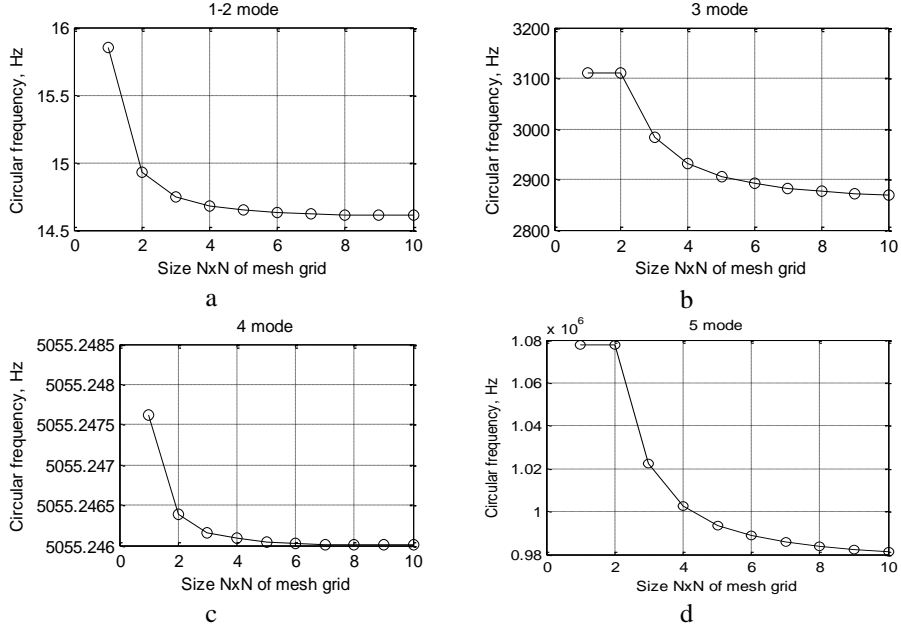 1-2 mode
Circular frequency, Hz
16
15.5
15
14.5
0 2 4 6 8 10
Size NxN of mesh grid
a
3 mode
Circular frequency, Hz
3200
3100
3000
2900
2800
0 2 4 6 8 10
Size NxN of mesh grid
b
4 mode
Circular frequency, Hz
5055.2485
5055.248
5055.2475
5055.247
5055.2465
5055.246
0 2 4 6 8 10
Size NxN of mesh grid
c
5 mode
x 10^6
Circular frequency, Hz
1.08
1.06
1.04
1.02
1
0.98
0 2 4 6 8 10
Size NxN of mesh grid
d